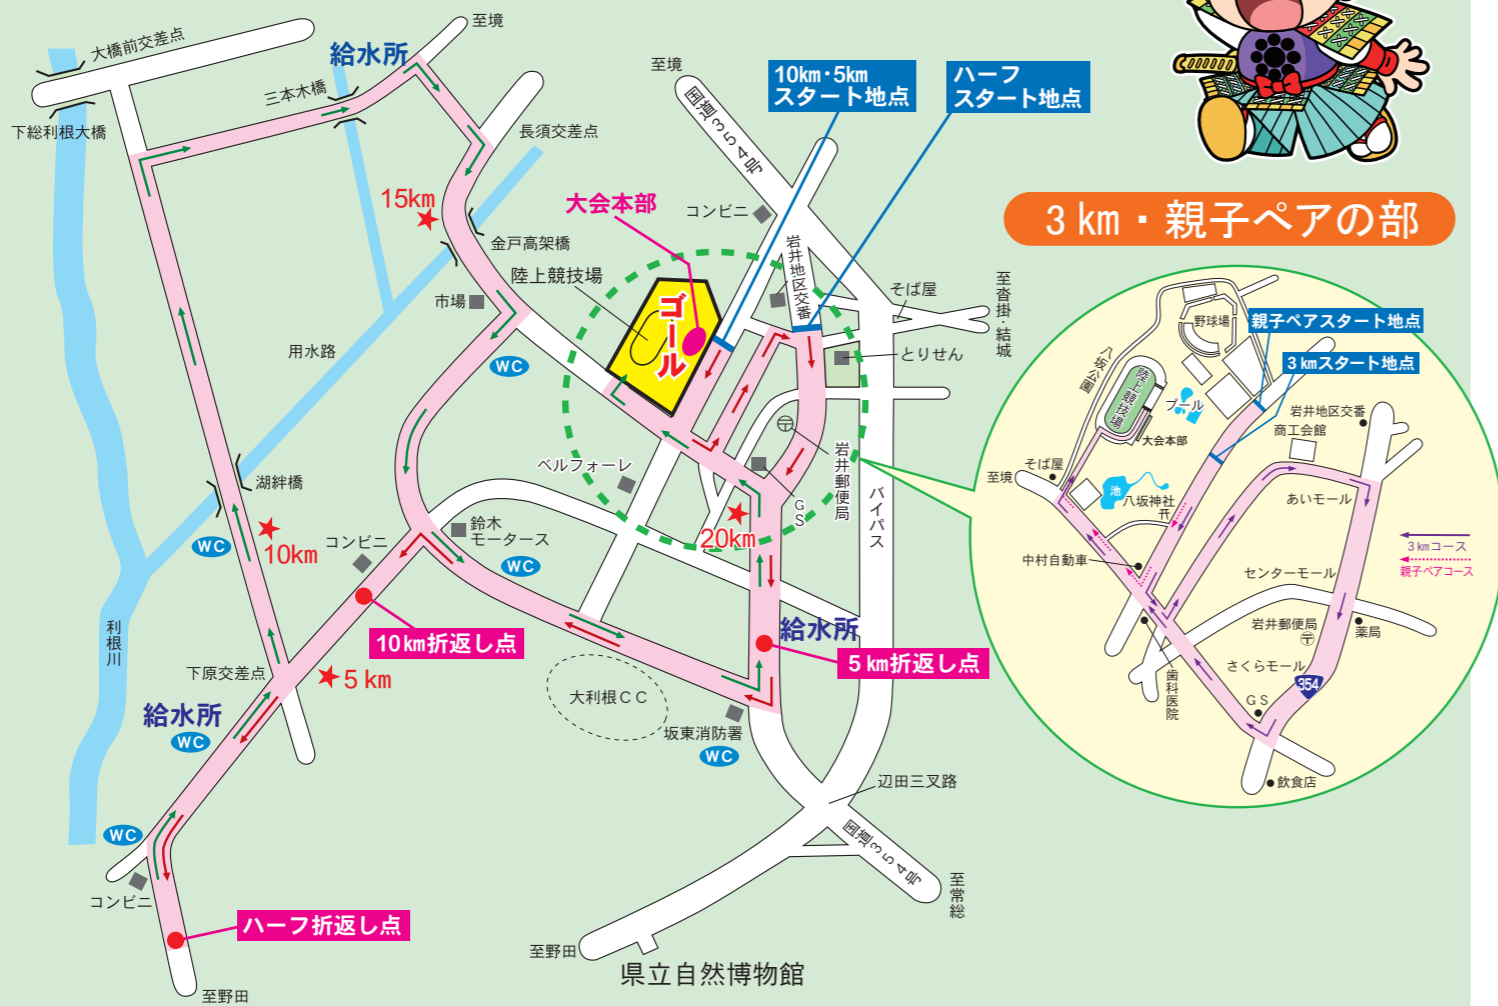 大橋前交差点
給水所
至境
三本木橋
下総利根大橋
長須交差点
15km
金戸高架橋
陸上競技場
市場
大会本部
ゴール
至境
国道354号
コンビニ
10km・5km
スタート地点
ハーフ
スタート地点
岩井地区交番
そば屋
至沓掛・結城
とりせん
岩井郵便局
バイパス
GS
20km
ベルフォーレ
用水路
WC
湖絆橋
10km
WC
コンビニ
鈴木
モータース
WC
利根川
10km折返し点
給水所
5km折返し点
下原交差点
5km
大利根CC
給水所
WC
坂東消防署
WC
辺田三叉路
国道354号
至常総
WC
コンビニ
ハーフ折返し点
至野田
至野田
県立自然博物館
3km・親子ペアの部
野球場
親子ペアスタート地点
3kmスタート地点
八坂公園
陸上競技場
プール
大会本部
岩井地区交番
商工会館
至境
そば屋
池
八坂神社
あいモール
3kmコース
親子ペアコース
中村自動車
センターモール
岩井郵便局
〒
薬局
さくらモール
歯科医院
354
GS
飲食店